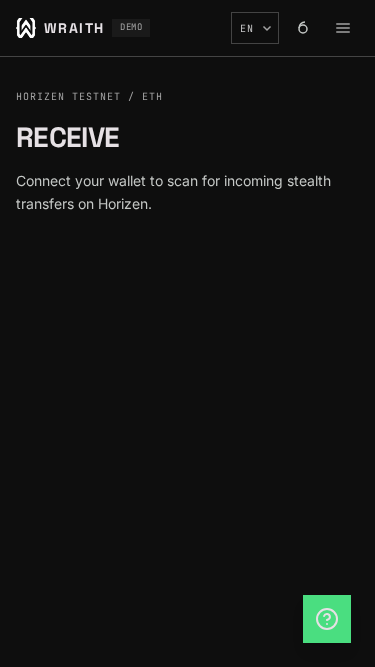 WRAITH DEMO EN
HORIZEN TESTNET / ETH
RECEIVE
Connect your wallet to scan for incoming stealth
transfers on Horizen.